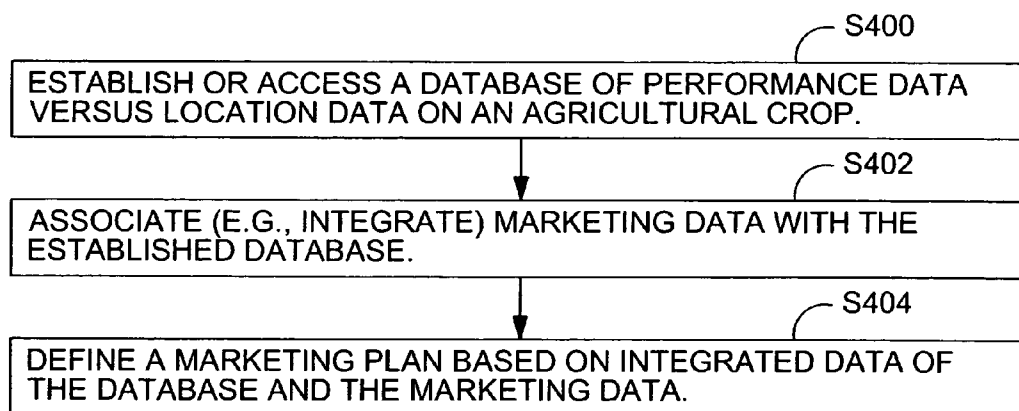 S400
ESTABLISH OR ACCESS A DATABASE OF PERFORMANCE DATA
VERSUS LOCATION DATA ON AN AGRICULTURAL CROP.
S402
ASSOCIATE (E.G., INTEGRATE) MARKETING DATA WITH THE
ESTABLISHED DATABASE.
S404
DEFINE A MARKETING PLAN BASED ON INTEGRATED DATA OF
THE DATABASE AND THE MARKETING DATA.